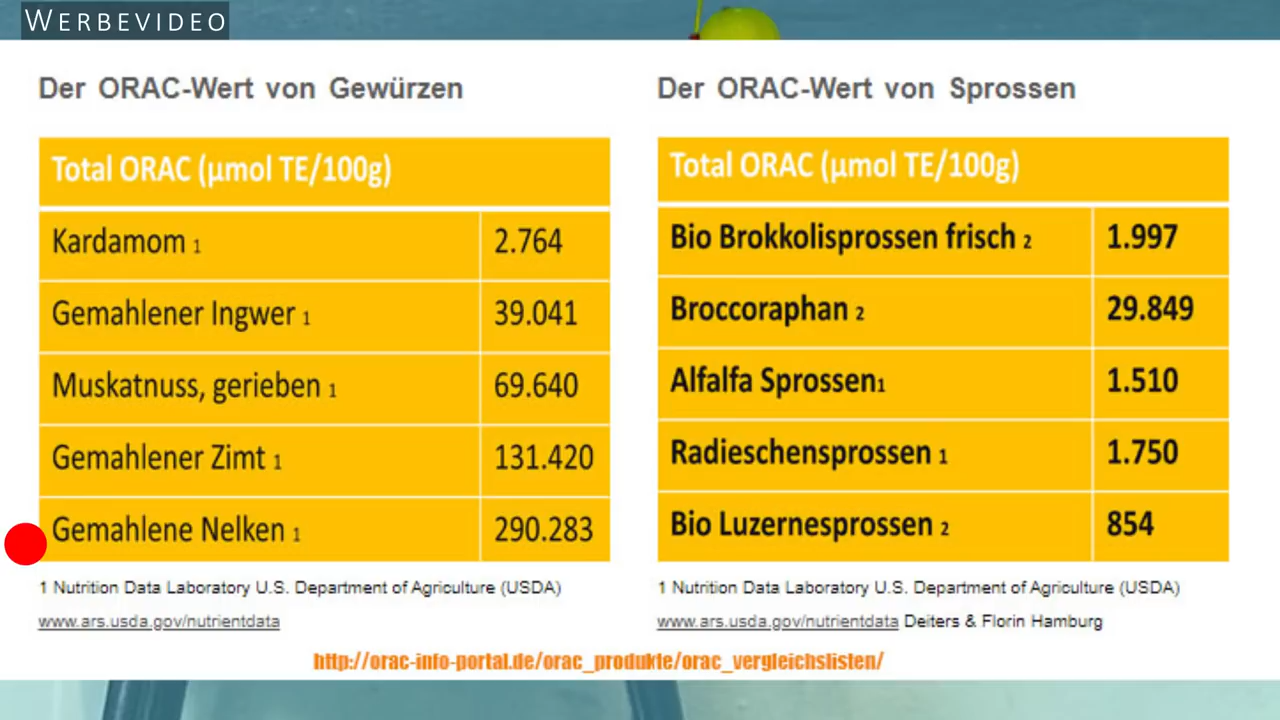 WERBEVIDEO
Der ORAC-Wert von Gewürzen
Total ORAC (µmol TE/100g)
Kardamom 1 2.764
Gemahlener Ingwer 1 39.041
Muskatnuss, gerieben 1 69.640
Gemahlener Zimt 1 131.420
Gemahlene Nelken 1 290.283
1 Nutrition Data Laboratory U.S. Department of Agriculture (USDA)
www.ars.usda.gov/nutrientdata
Der ORAC-Wert von Sprossen
Total ORAC (µmol TE/100g)
Bio Brokkolisprossen frisch 2 1.997
Broccoraphan 2 29.849
Alfalfa Sprossen1 1.510
Radieschensprossen 1 1.750
Bio Luzernesprossen 2 854
1 Nutrition Data Laboratory U.S. Department of Agriculture (USDA)
www.ars.usda.gov/nutrientdata Deiters & Florin Hamburg
http://orac-info-portal.de/orac_produkte/orac_vergleichslisten/